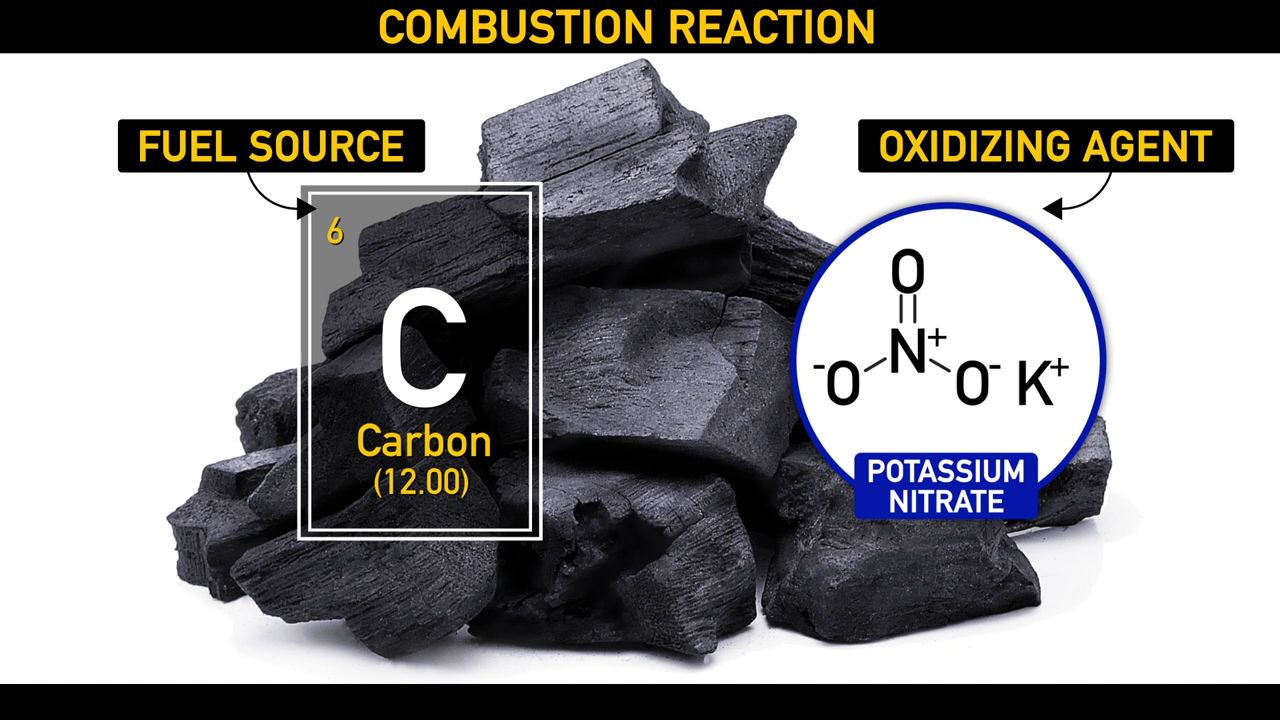 COMBUSTION REACTION
FUEL SOURCE
OXIDIZING AGENT
6
C
Carbon
(12.00)
O
N+
-O O- K+
POTASSIUM
NITRATE